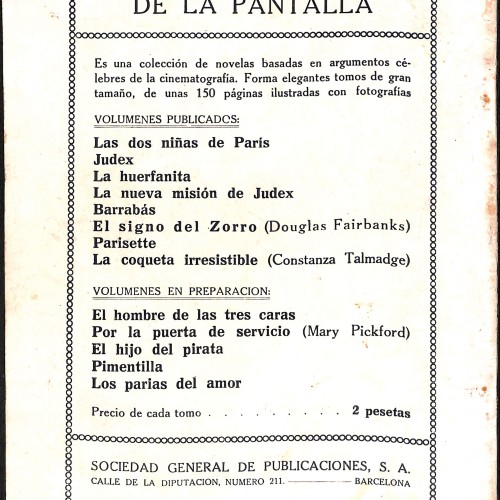 DE LA PANTALLA
Es una colección de novelas basadas en argumentos cé-
lebres de la cinematografía. Forma elegantes tomos de gran
tamaño, de unas 150 páginas ilustradas con fotografías
VOLUMENES PUBLICADOS:
Las dos niñas de París
Judex
La huerfanita
La nueva misión de Judex
Barrabás
El signo del Zorro (Douglas Fairbanks)
Parisette
La coqueta irresistible (Constanza Talmadge)
VOLUMENES EN PREPARACION:
El hombre de las tres caras
Por la puerta de servicio (Mary Pickford)
El hijo del pirata
Pimentilla
Los parias del amor
Precio de cada tomo . . . . . . . . . 2 pesetas
SOCIEDAD GENERAL DE PUBLICACIONES, S. A.
CALLE DE LA DIPUTACION, NUMERO 211. ——— BARCELONA